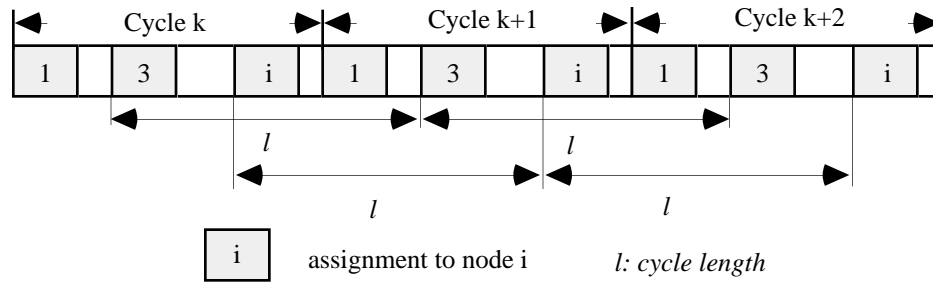 Cycle k Cycle k+1 Cycle k+2
1 3 i 1 3 i 1 3 i
l l
l l
i assignment to node i l: cycle length